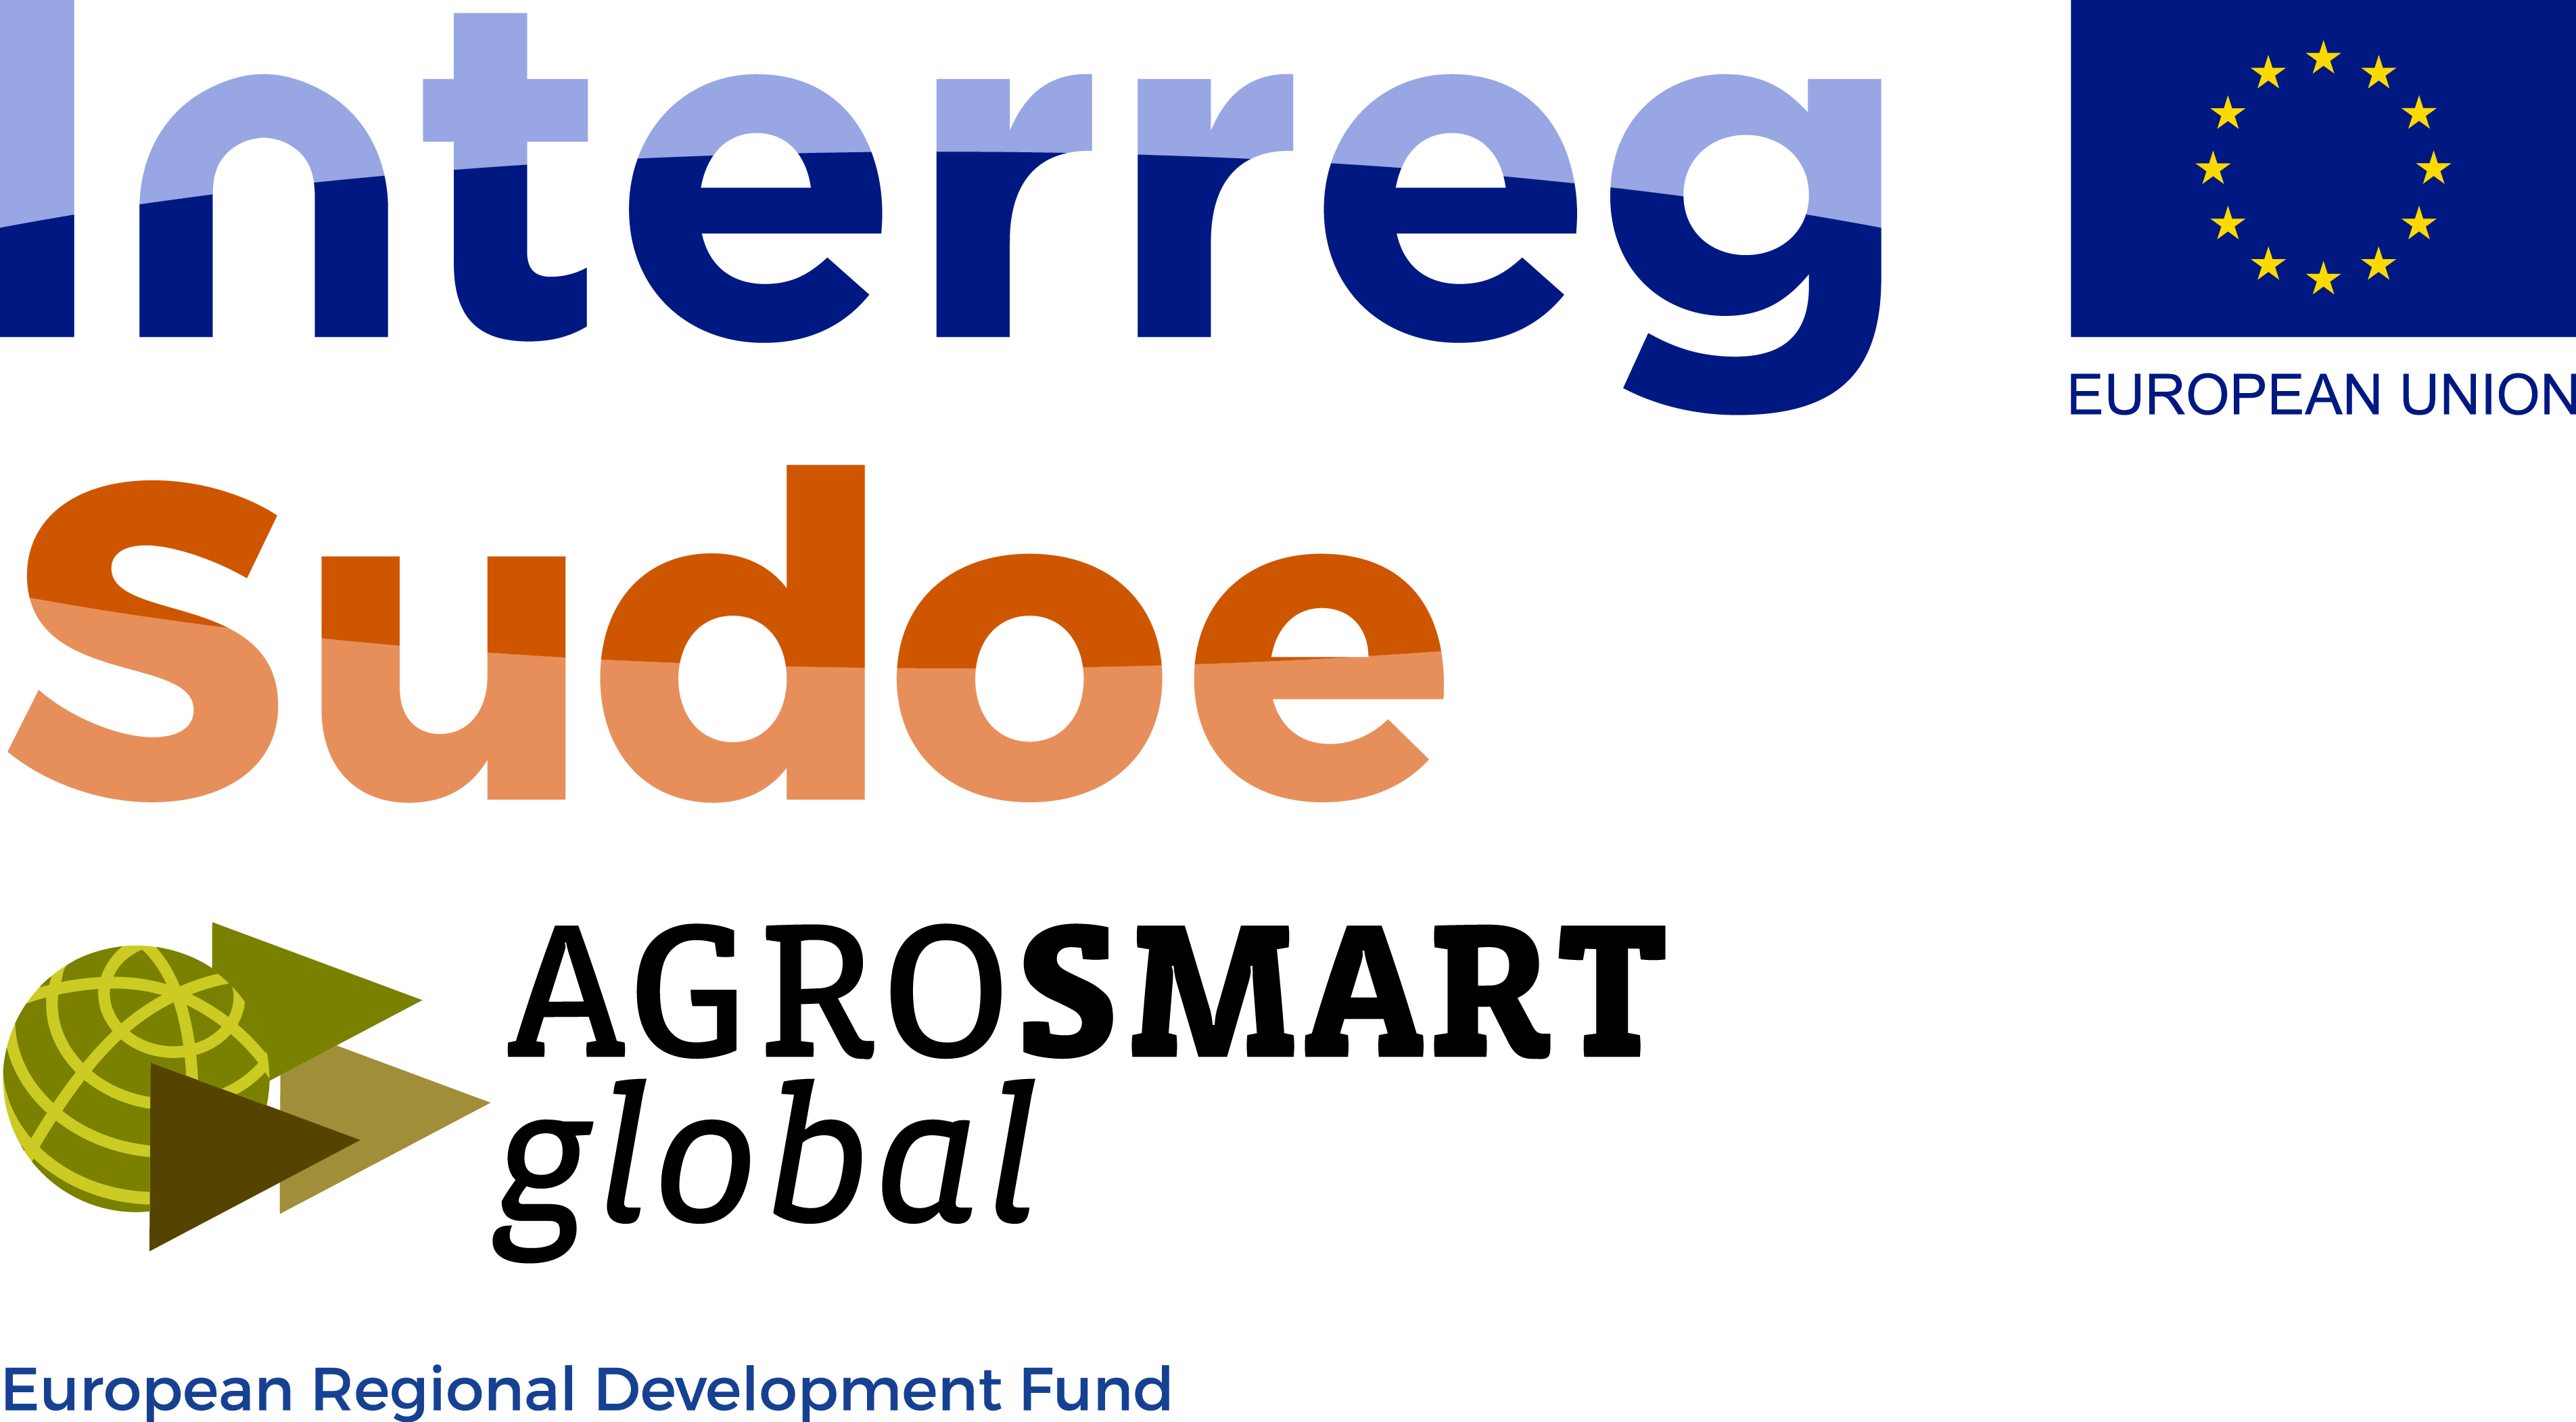 Interreg
EUROPEAN UNION
Sudoe
AGROSMART
global
European Regional Development Fund